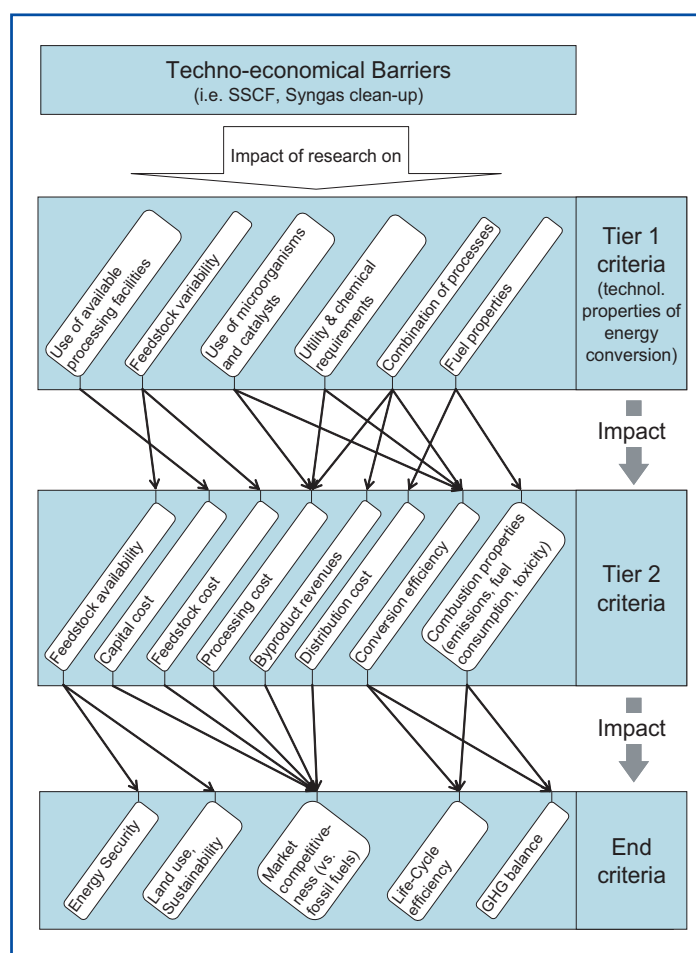 Techno-economical Barriers
(i.e. SSCF, Syngas clean-up)
Impact of research on
Use of available
processing facilities
Feedstock variability
Use of microorganisms
and catalysts
Utility & chemical
requirements
Combination of processes
Fuel properties
Tier 1
criteria
(technol.
properties of
energy
conversion)
Impact
Feedstock availability
Capital cost
Feedstock cost
Processing cost
Byproduct revenues
Distribution cost
Conversion efficiency
Combustion properties
(emissions, fuel
consumption, toxicity)
Tier 2
criteria
Impact
Energy Security
Land use,
Sustainability
Market
competitive-
ness (vs.
fossil fuels)
Life-Cycle
efficiency
GHG balance
End
criteria